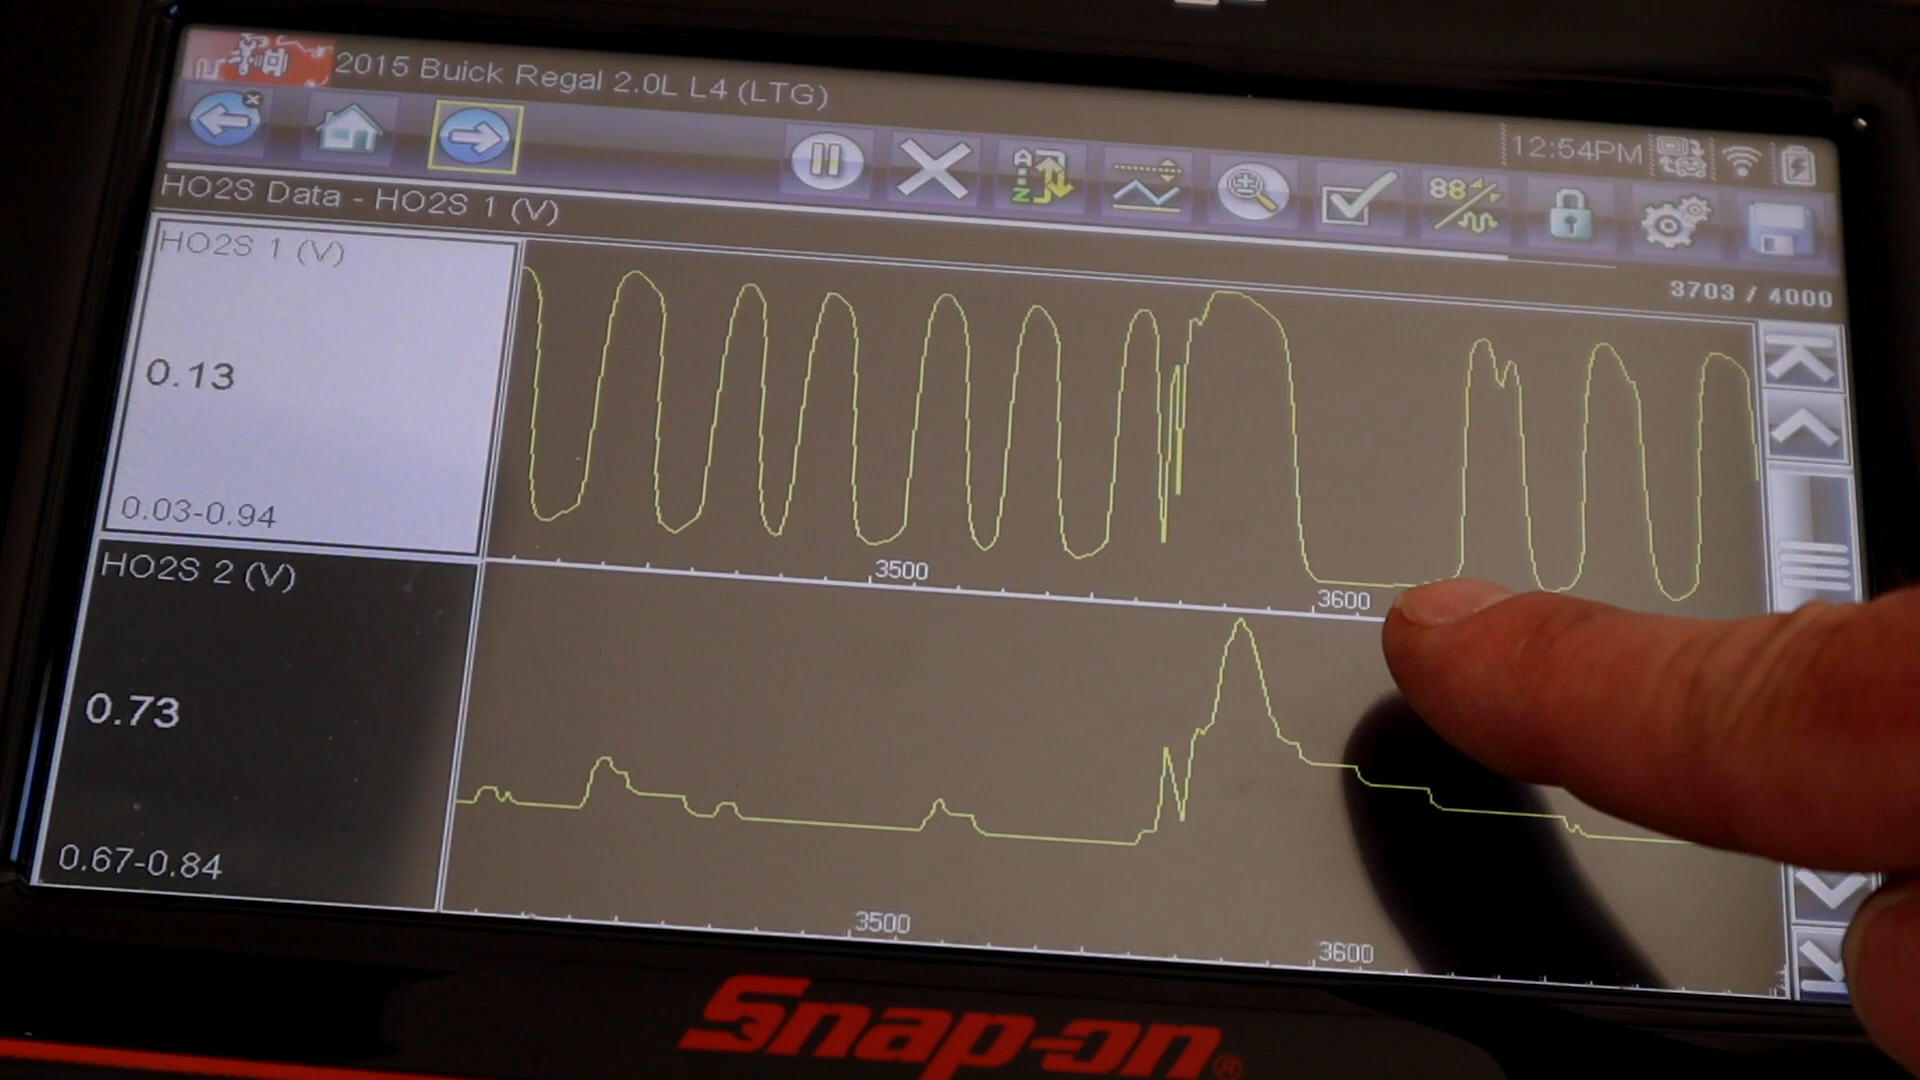 2015 Buick Regal 2.0L L4 (LTG)
12:54PM
A
Z
88
HO2S Data - HO2S 1 (V)
3703 / 4000
HO2S 1 (V)
0.13
0.03-0.94
3500
3600
HO2S 2 (V)
0.73
0.67-0.84
3500
3600
Snap-on